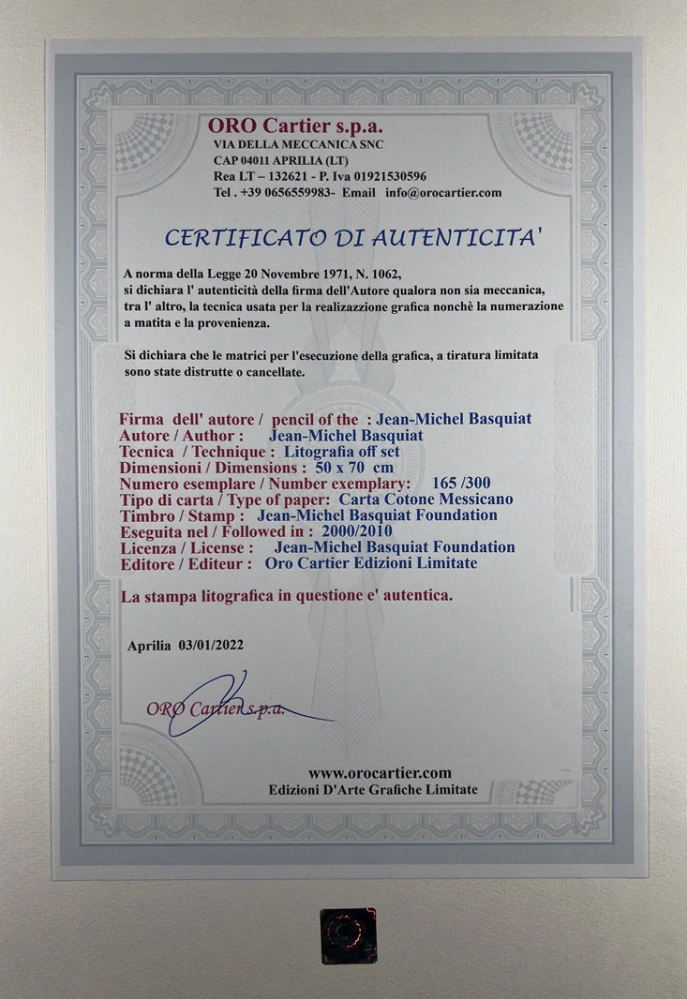 ORO Cartier s.p.a.
VIA DELLA MECCANICA SNC
CAP 04011 APRILIA (LT)
Rea LT – 132621 - P. Iva 01921530596
Tel . +39 0656559983- Email info@orocartier.com
CERTIFICATO DI AUTENTICITA'
A norma della Legge 20 Novembre 1971, N. 1062,
si dichiara l' autenticità della firma dell'Autore qualora non sia meccanica,
tra l' altro, la tecnica usata per la realizazzione grafica nonchè la numerazione
a matita e la provenienza.
Si dichiara che le matrici per l'esecuzione della grafica, a tiratura limitata
sono state distrutte o cancellate.
Firma dell' autore / pencil of the : Jean-Michel Basquiat
Autore / Author : Jean-Michel Basquiat
Tecnica / Technique : Litografia off set
Dimensioni / Dimensions : 50 x 70 cm
Numero esemplare / Number exemplary: 165 /300
Tipo di carta / Type of paper: Carta Cotone Messicano
Timbro / Stamp : Jean-Michel Basquiat Foundation
Eseguita nel / Followed in : 2000/2010
Licenza / License : Jean-Michel Basquiat Foundation
Editore / Editeur : Oro Cartier Edizioni Limitate
La stampa litografica in questione e' autentica.
Aprilia 03/01/2022
ORO Cartier s.p.a.
www.orocartier.com
Edizioni D'Arte Grafiche Limitate